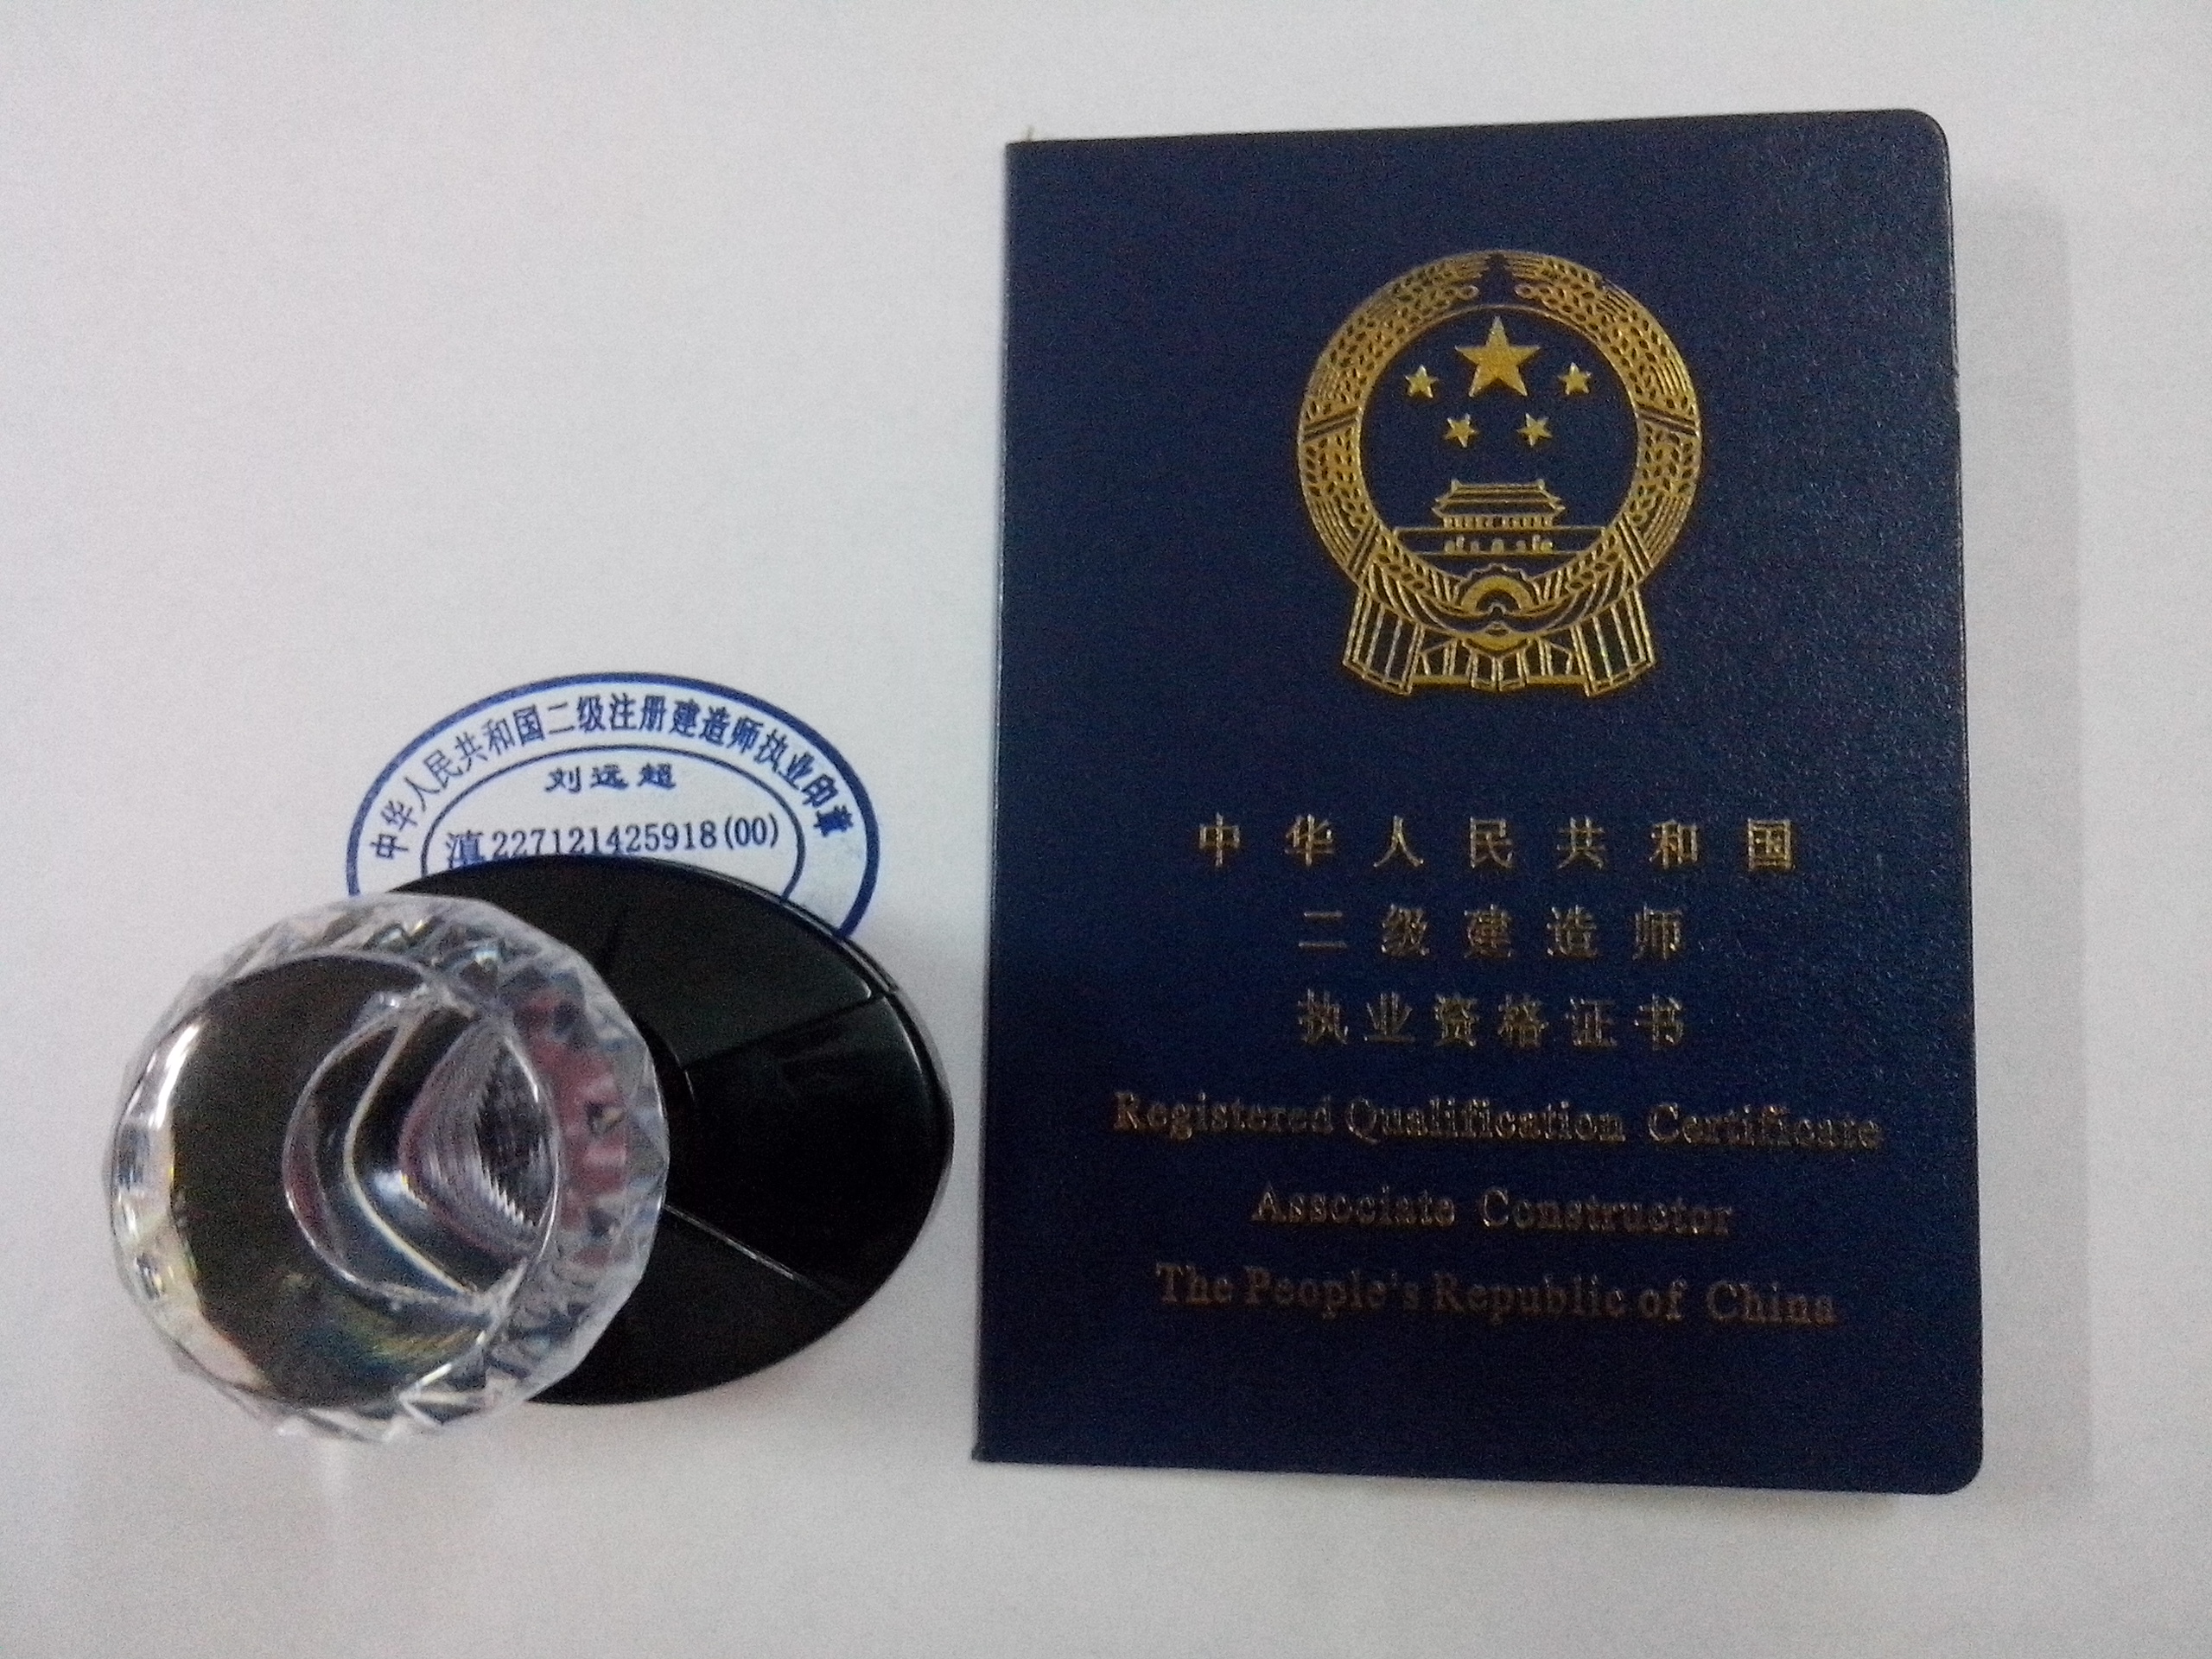 中华人民共和国二级注册建造师执业印章
刘远超
滇227121425918(00)
中华人民共和国
二级建造师
执业资格证书
Registered Qualification Certificate
Associate Constructor
The People's Republic of China